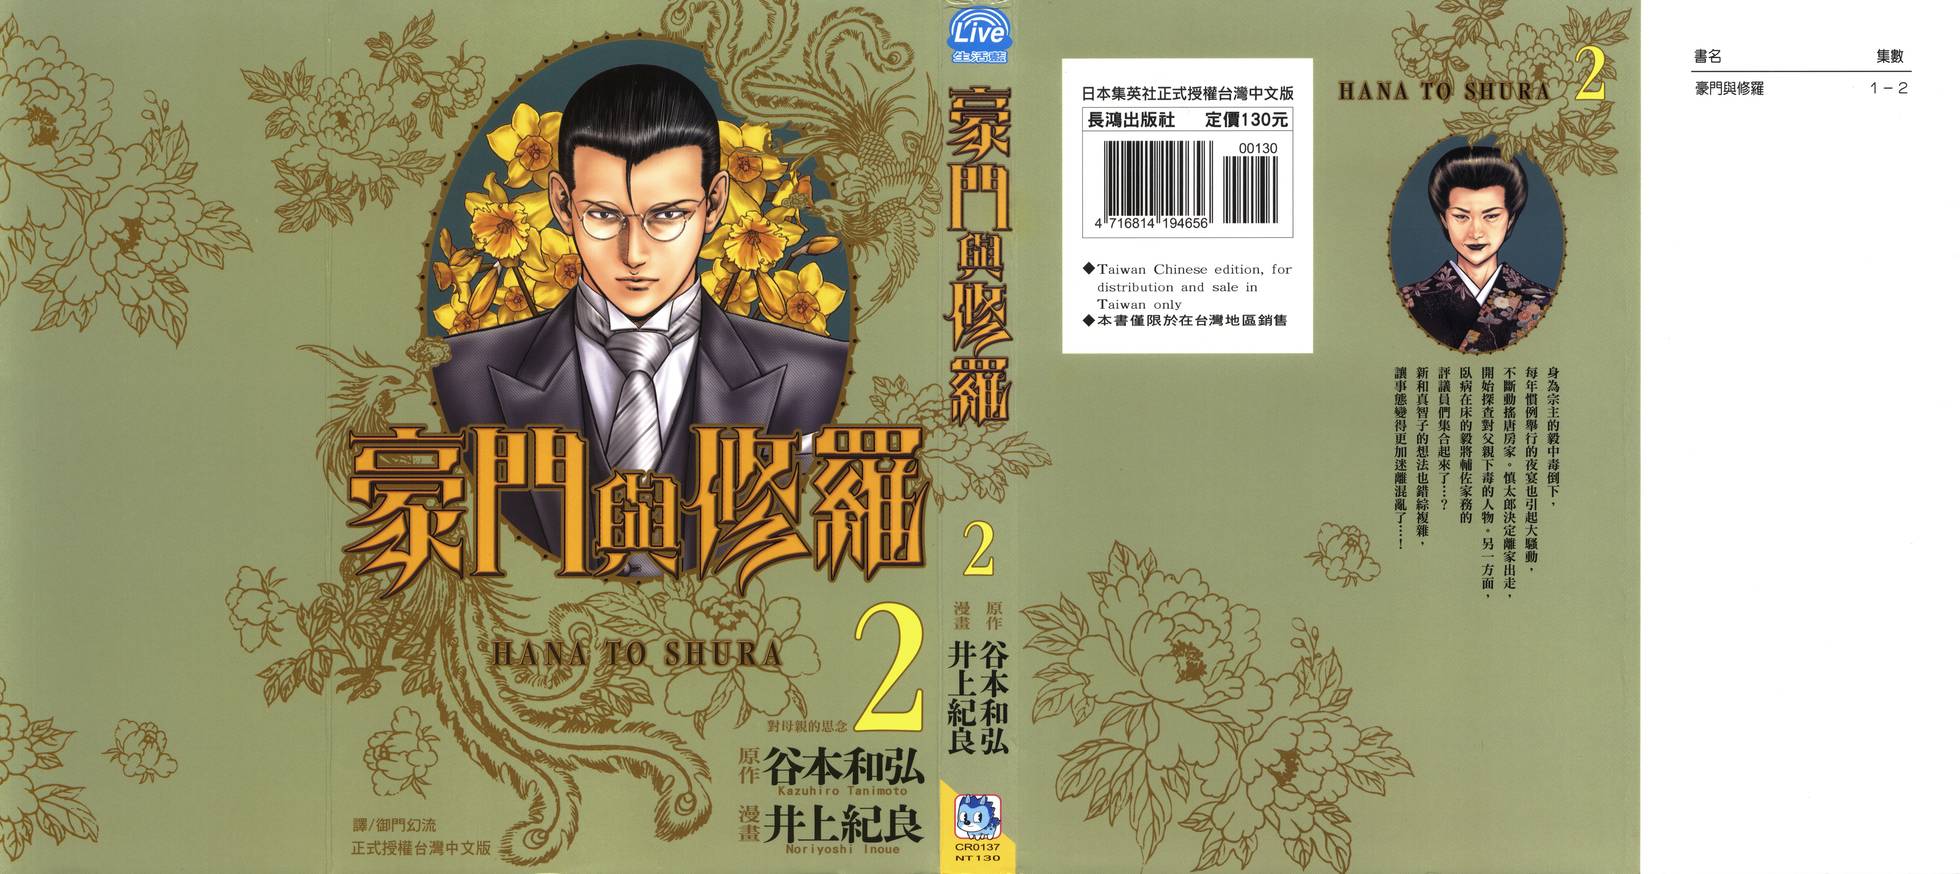 豪門與修羅
HANA TO SHURA
2
對母親的思念
原作 谷本和弘
Kazuhiro Tanimoto
漫畫 井上紀良
Noriyoshi Inoue
譯/御門幻流
正式授權台灣中文版
Live
生活藍
豪門與修羅
2
原作 谷本和弘
漫畫 井上紀良
CR0137
NT130
日本集英社正式授權台灣中文版
長鴻出版社 定價130元
00130
4 716814 194656
◆Taiwan Chinese edition, for
distribution and sale in
Taiwan only
◆本書僅限於在台灣地區銷售
HANA TO SHURA 2
身為宗主的毅中毒倒下，
每年慣例舉行的夜宴也引起大騷動，
不斷動搖唐房家。慎太郎決定離家出走，
開始探查對父親下毒的人物。另一方面，
臥病在床的毅將輔佐家務的
評議員們集合起來了…？
新和真智子的想法也錯綜複雜，
讓事態變得更加迷離混亂了…！
書名 集數
豪門與修羅 1－2